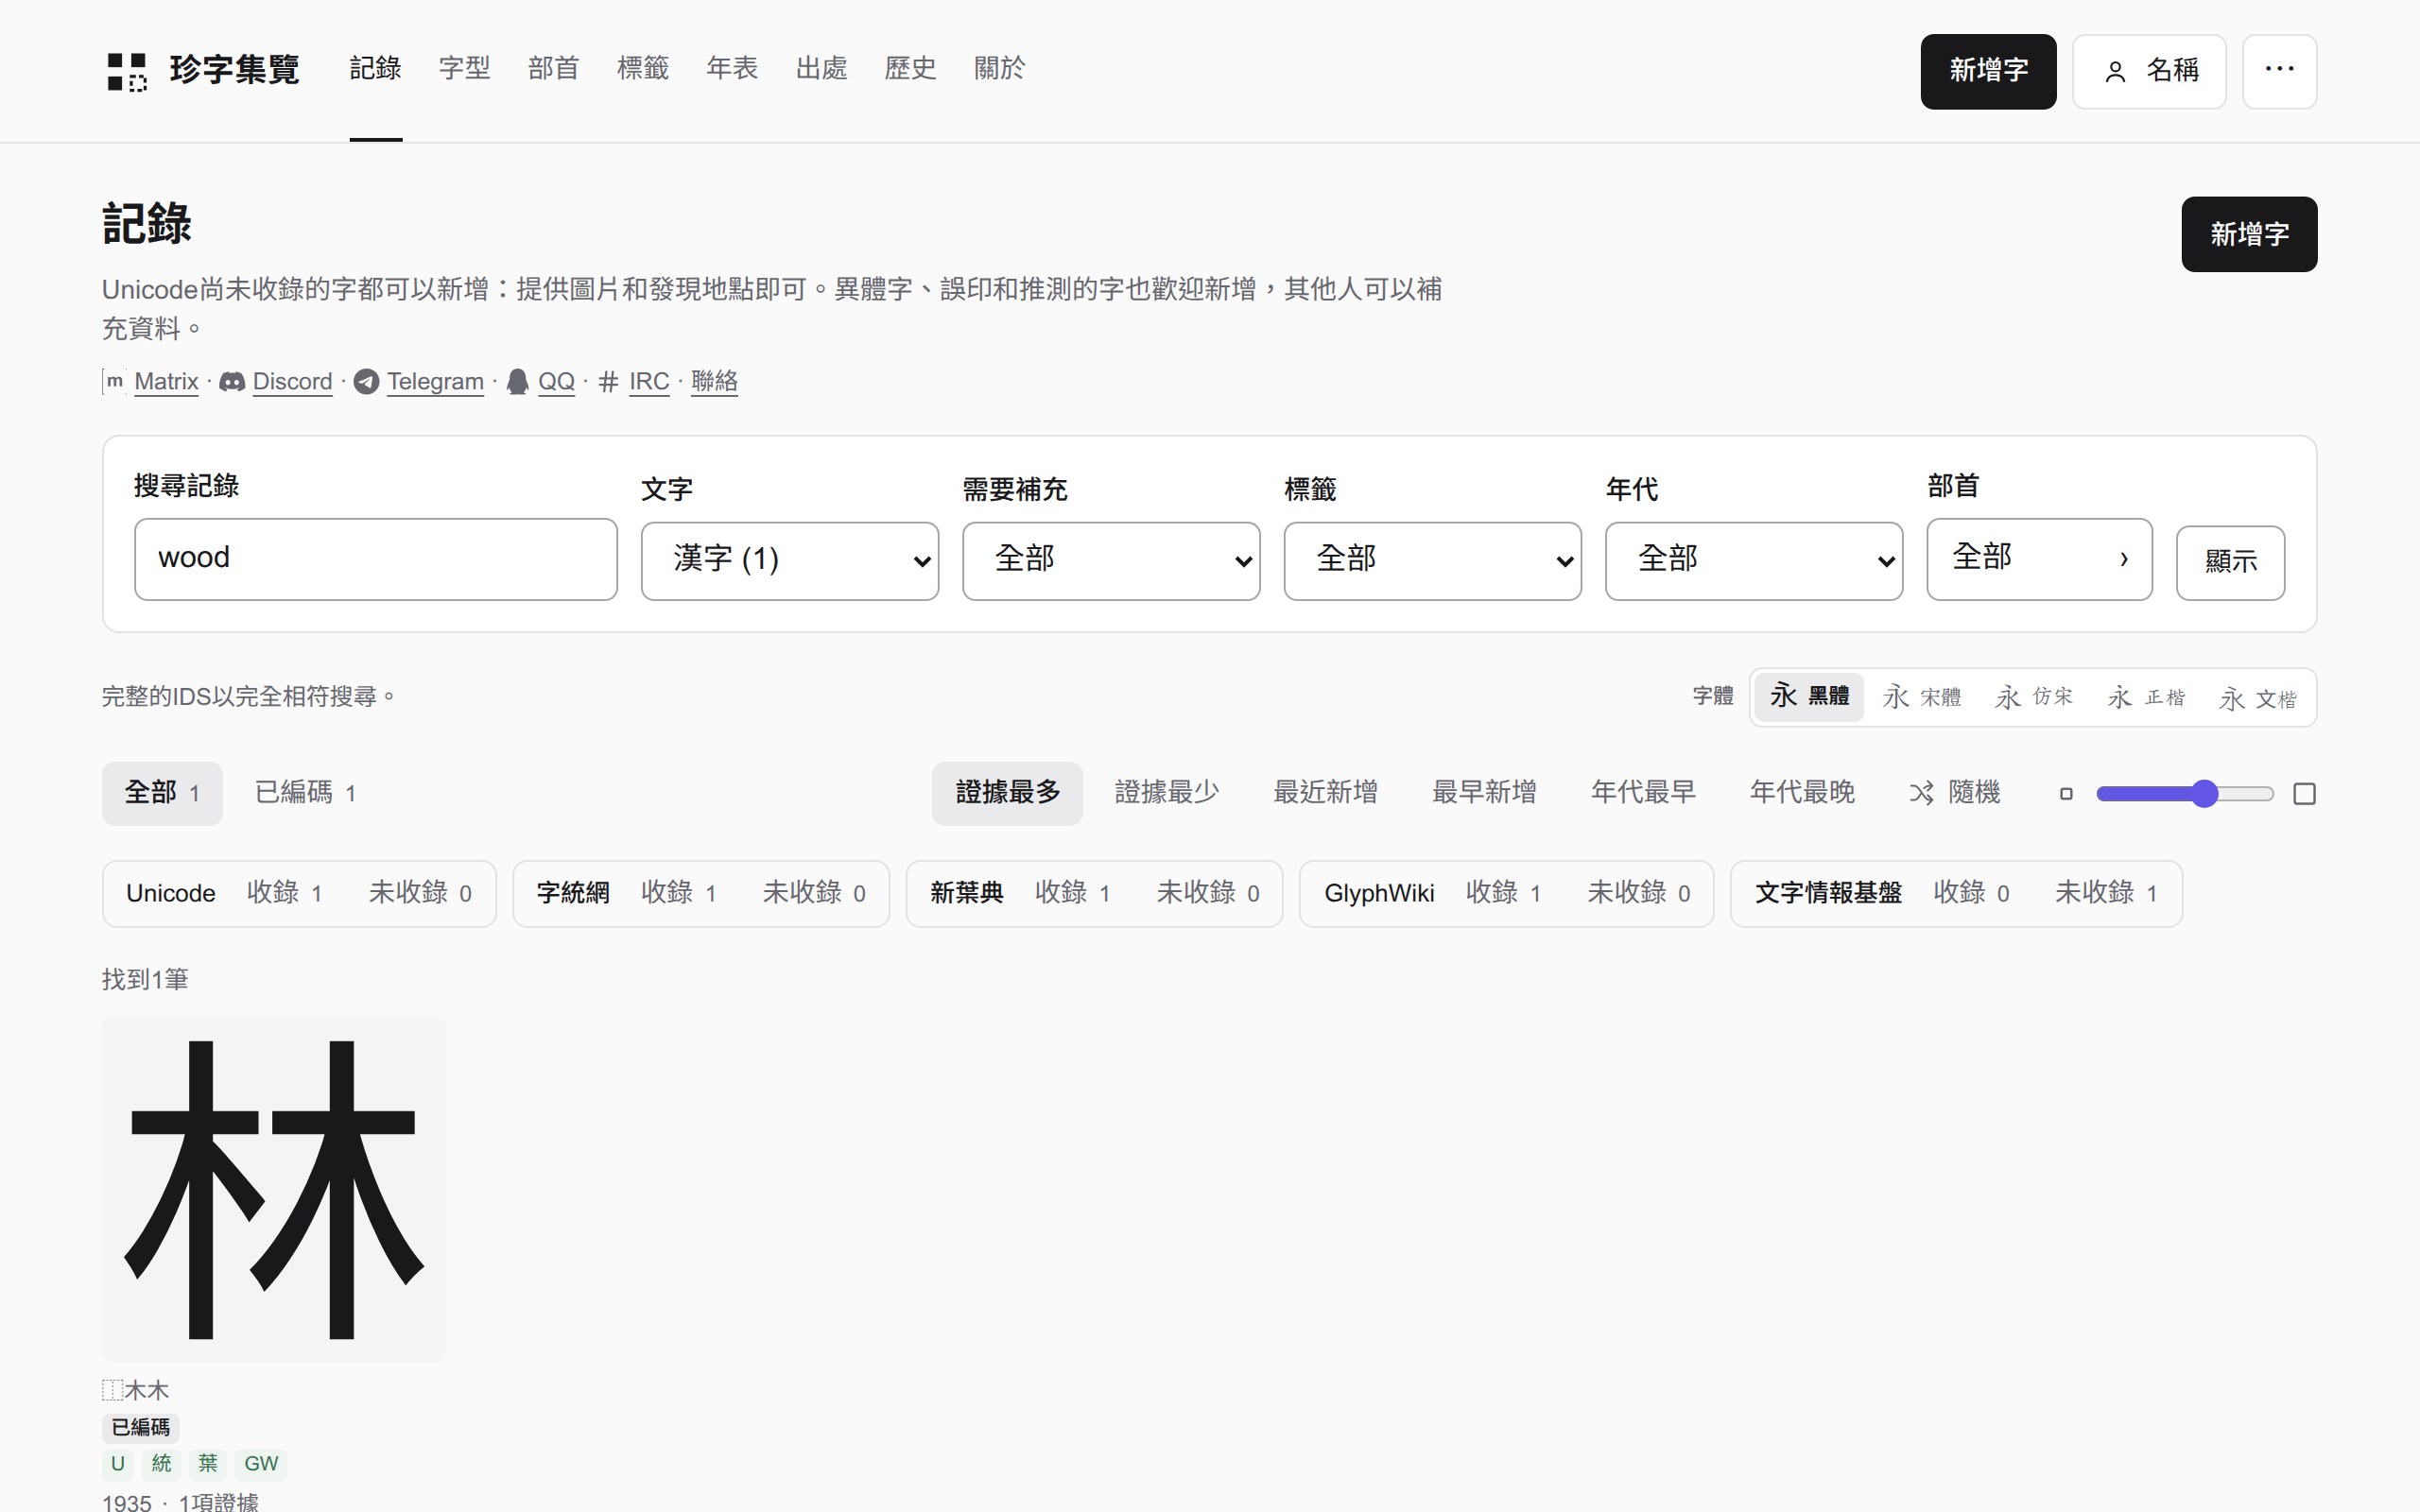 珍字集覽 記錄 字型 部首 標籤 年表 出處 歷史 關於 新增字 名稱 ···
記錄 新增字
Unicode尚未收錄的字都可以新增：提供圖片和發現地點即可。異體字、誤印和推測的字也歡迎新增，其他人可以補
充資料。
[m] Matrix · Discord · Telegram · QQ · # IRC · 聯絡
搜尋記錄 文字 需要補充 標籤 年代 部首
wood 漢字 (1) 全部 全部 全部 全部 › 顯示
完整的IDS以完全相符搜尋。 字體 永 黑體 永 宋體 永 仿宋 永 正楷 永 文楷
全部 1 已編碼 1 證據最多 證據最少 最近新增 最早新增 年代最早 年代最晚 隨機
Unicode 收錄 1 未收錄 0 字統網 收錄 1 未收錄 0 新葉典 收錄 1 未收錄 0 GlyphWiki 收錄 1 未收錄 0 文字情報基盤 收錄 0 未收錄 1
找到1筆
林
⿰木木
已編碼
U 統 葉 GW
1935 · 1項證據